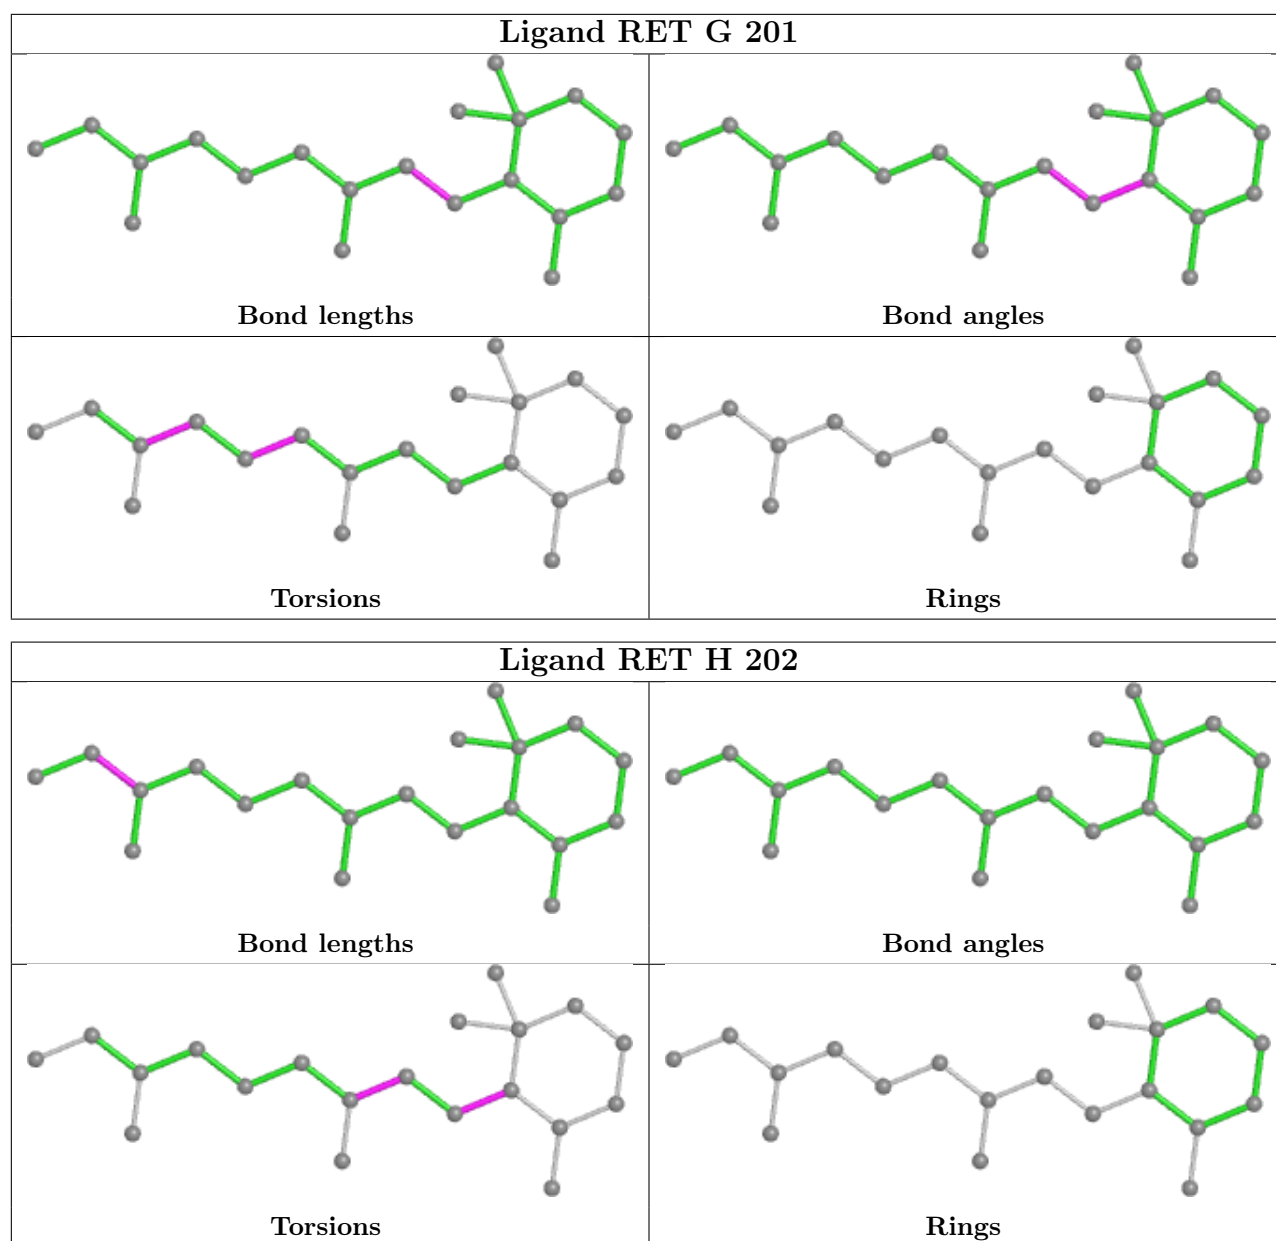 Ligand RET G 201
Bond lengths
Bond angles
Torsions
Rings
Ligand RET H 202
Bond lengths
Bond angles
Torsions
Rings